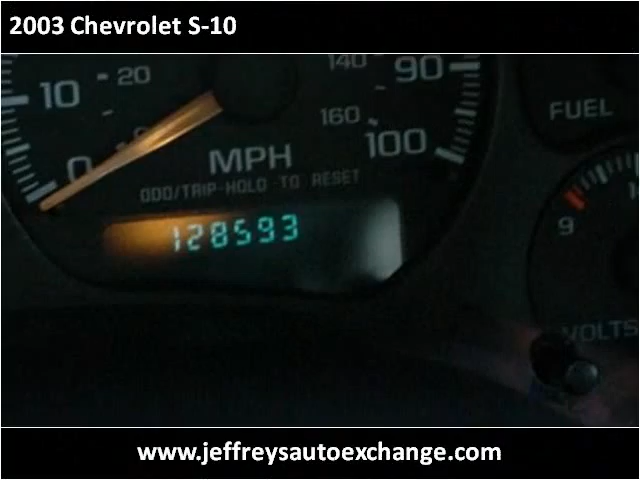 2003 Chevrolet S-10
20
10
0
140
90
160
100
MPH
ODO/TRIP-HOLD TO RESET
128593
FUEL
9
VOLTS
www.jeffreysautoexchange.com